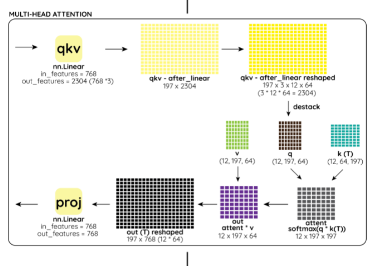 MULTI-HEAD ATTENTION
qkv
nn.Linear
in_features = 768
out_features = 2304 (768 *3)
qkv - after_linear
197 x 2304
qkv - after_linear reshaped
197 x 3 x 12 x 64
(3 * 12 * 64 = 2304)
destack
v
(12, 197, 64)
q
(12, 197, 64)
k (T)
(12, 64, 197)
proj
nn.Linear
in_features = 768
out_features = 768
out (T) reshaped
197 x 768 (12 * 64)
out
attent * v
12 x 197 x 64
attent
softmax(q * k(T))
12 x 197 x 197